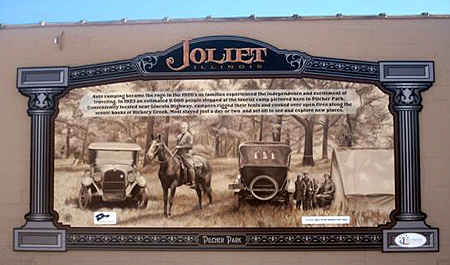 JOLIET
ILLINOIS
Auto camping became the rage in the 1920's as families experienced the independence and excitement of
traveling. In 1923 an estimated 9,000 people stopped at the tourist camp pictured here in Pilcher Park.
Conveniently located near Lincoln Highway, campers rigged their tents and cooked over open fires along the
scenic banks of Hickory Creek. Most stayed just a day or two and set off to see and explore new places.
PILCHER PARK